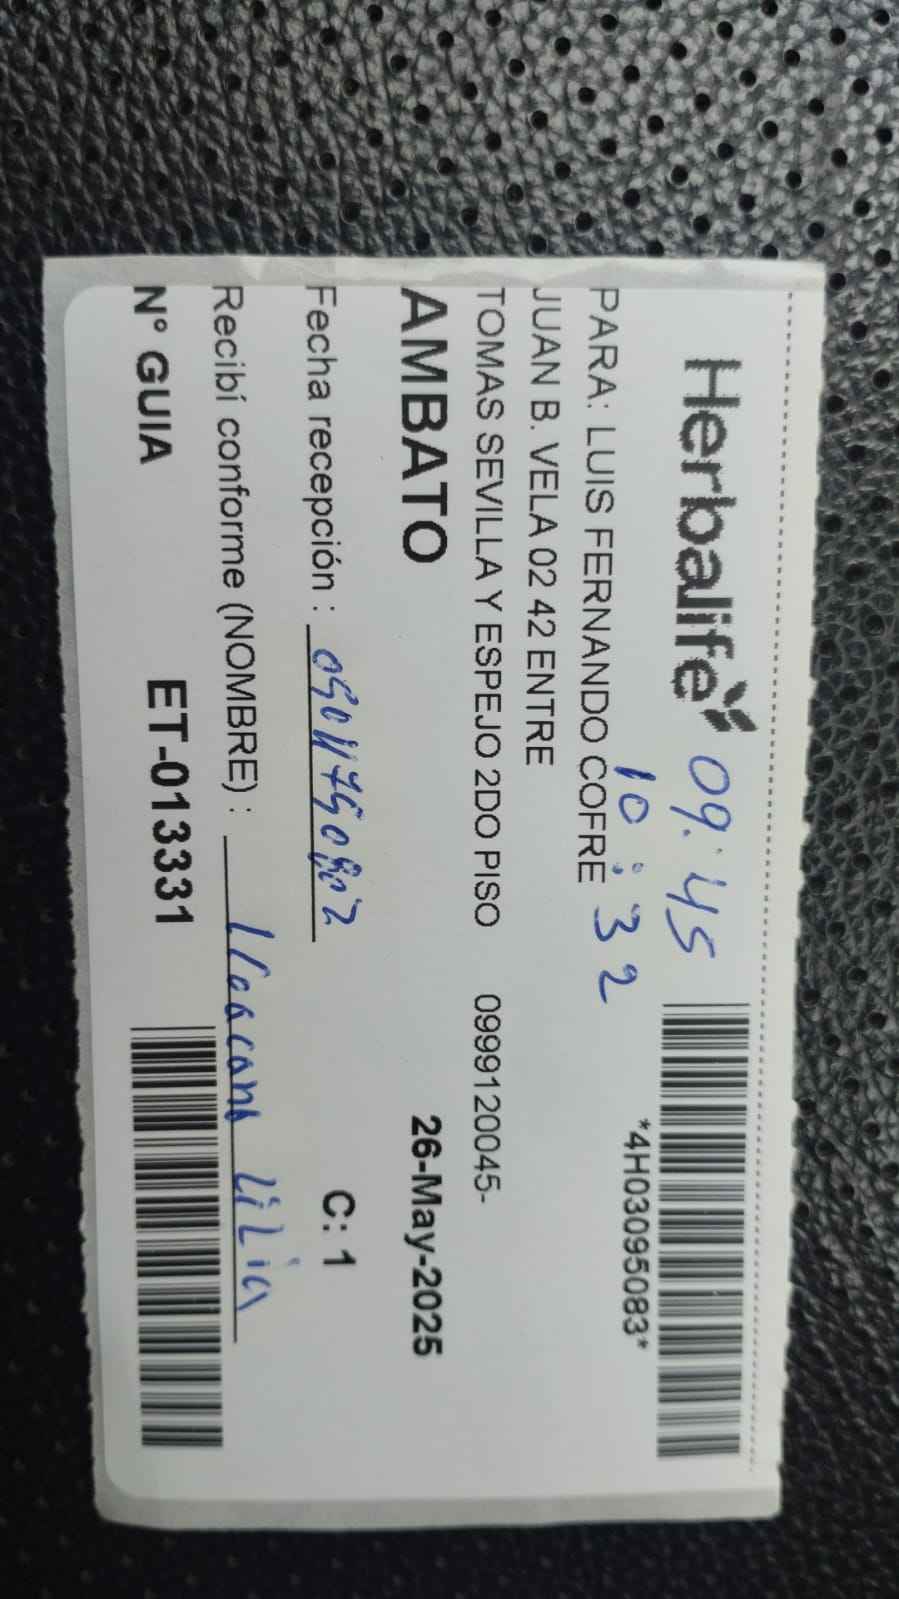 Herbalife 09:45
10:32
*4H03095083*
PARA: LUIS FERNANDO COFRE
JUAN B. VELA 02 42 ENTRE
TOMAS SEVILLA Y ESPEJO 2DO PISO 0999120045-
AMBATO 26-May-2025
Fecha recepción : C: 1
Recibí conforme (NOMBRE) : Lilia
N° GUIA ET-013331